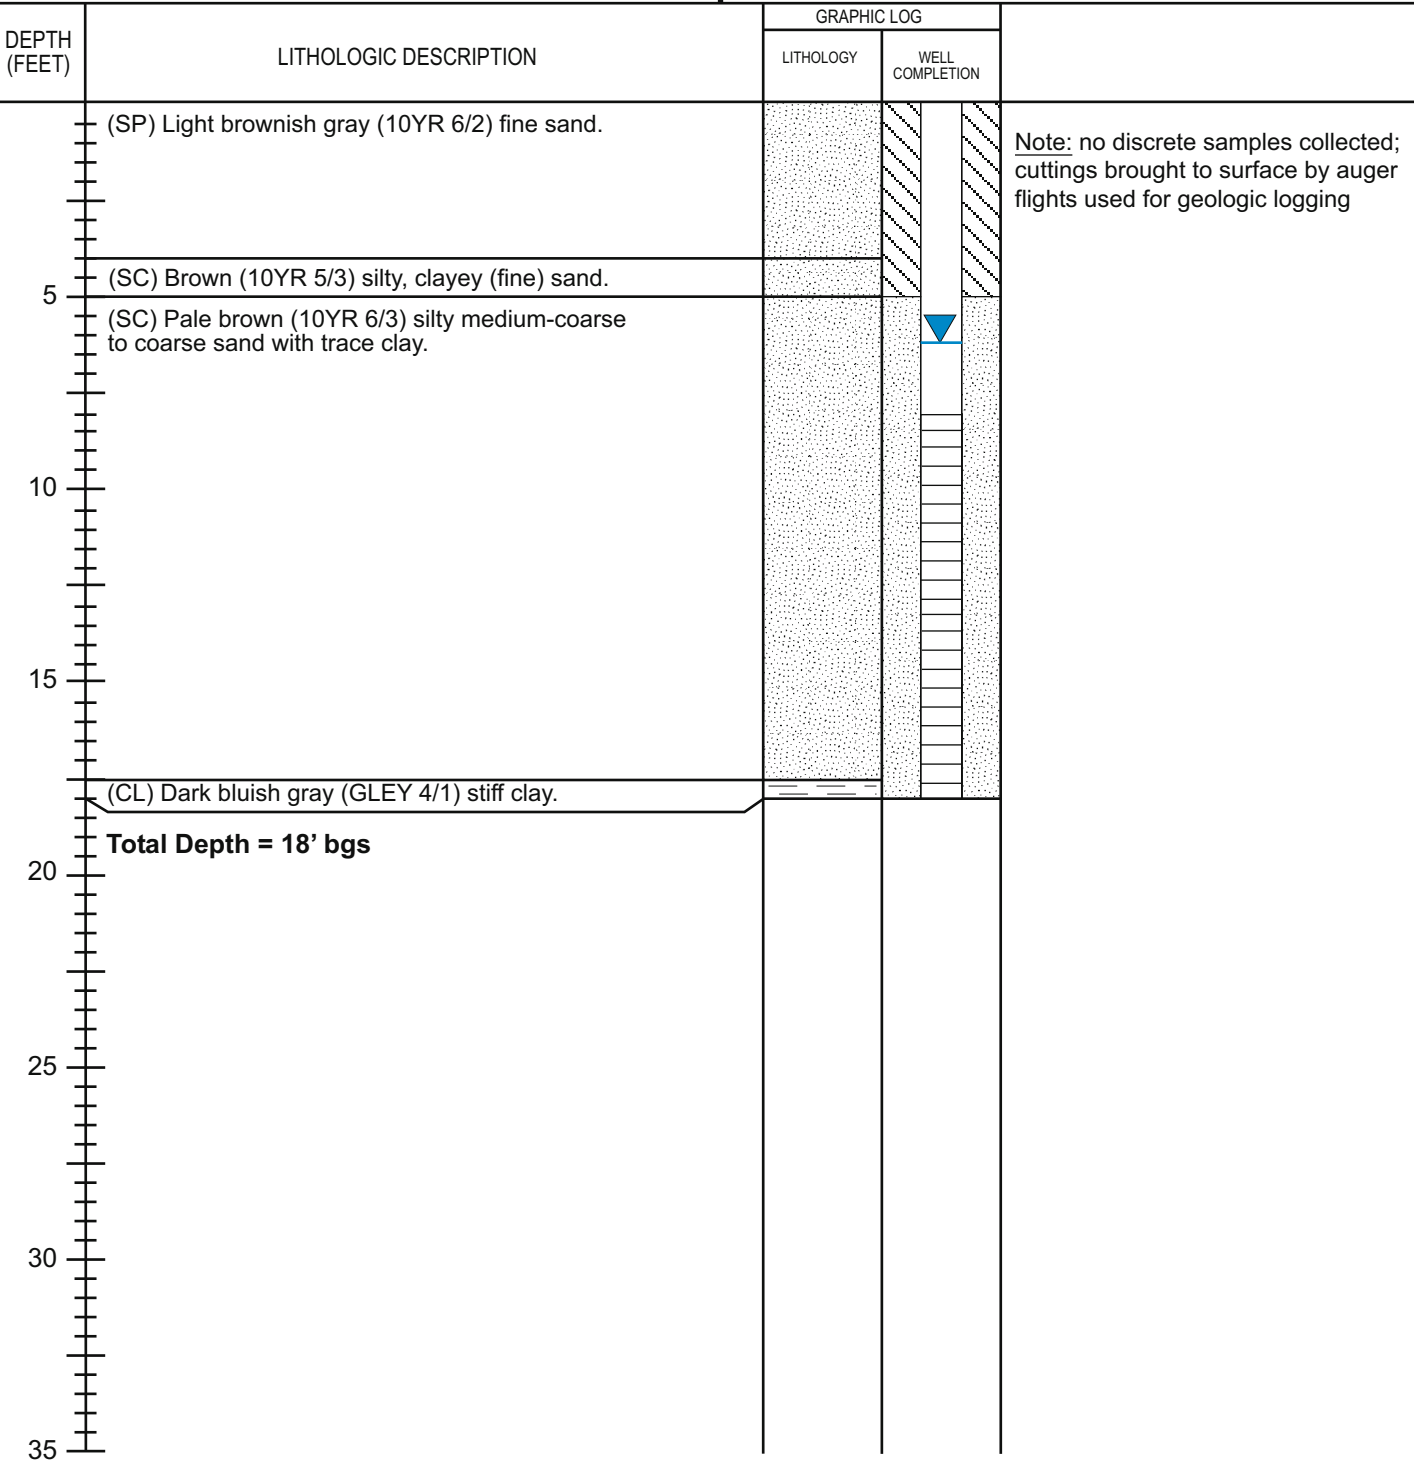 DEPTH
(FEET)
LITHOLOGIC DESCRIPTION
GRAPHIC LOG
LITHOLOGY
WELL
COMPLETION
(SP) Light brownish gray (10YR 6/2) fine sand.
Note: no discrete samples collected;
cuttings brought to surface by auger
flights used for geologic logging
(SC) Brown (10YR 5/3) silty, clayey (fine) sand.
5
(SC) Pale brown (10YR 6/3) silty medium-coarse
to coarse sand with trace clay.
10
15
(CL) Dark bluish gray (GLEY 4/1) stiff clay.
Total Depth = 18’ bgs
20
25
30
35